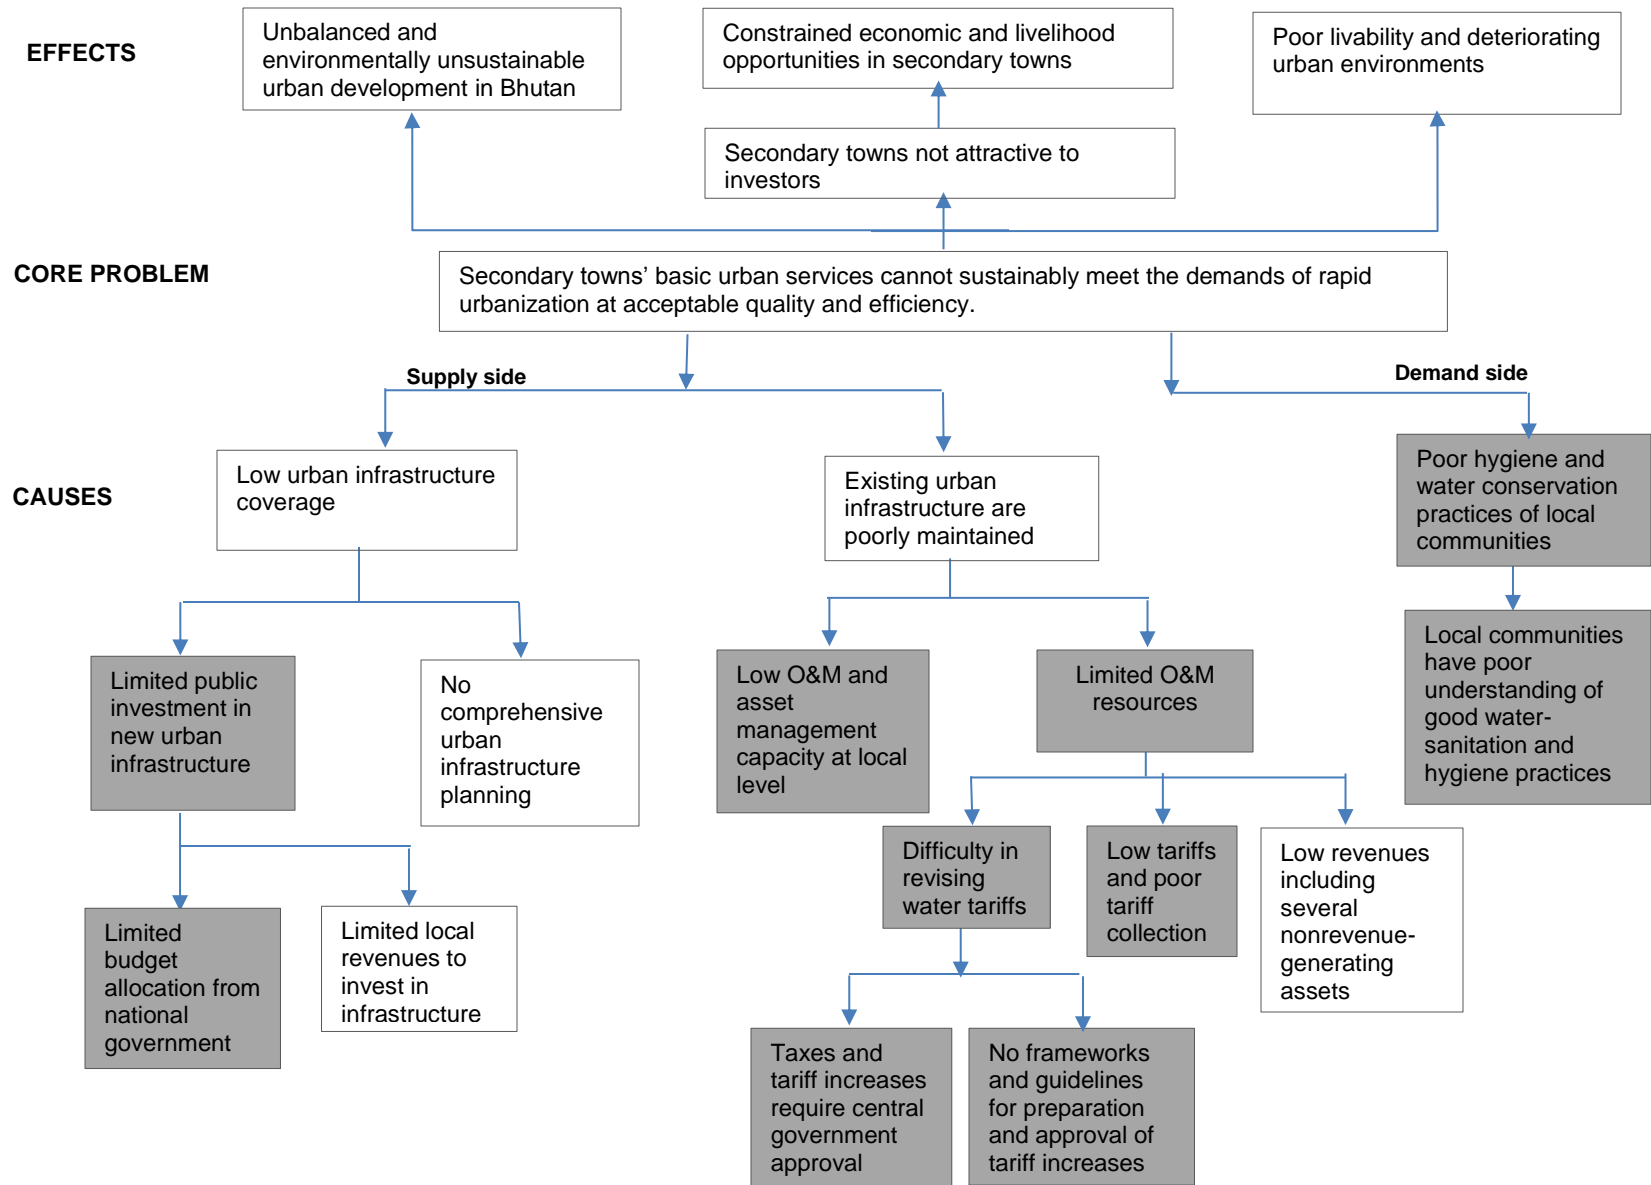 EFFECTS
Unbalanced and
environmentally unsustainable
urban development in Bhutan
Constrained economic and livelihood
opportunities in secondary towns
Poor livability and deteriorating
urban environments
Secondary towns not attractive to
investors
CORE PROBLEM
Secondary towns’ basic urban services cannot sustainably meet the demands of rapid
urbanization at acceptable quality and efficiency.
Supply side
Demand side
CAUSES
Low urban infrastructure
coverage
Existing urban
infrastructure are
poorly maintained
Poor hygiene and
water conservation
practices of local
communities
Limited public
investment in
new urban
infrastructure
No
comprehensive
urban
infrastructure
planning
Low O&M and
asset
management
capacity at local
level
Limited O&M
resources
Local communities
have poor
understanding of
good water-
sanitation and
hygiene practices
Difficulty in
revising
water tariffs
Low tariffs
and poor
tariff
collection
Low revenues
including
several
nonrevenue-
generating
assets
Limited
budget
allocation from
national
government
Limited local
revenues to
invest in
infrastructure
Taxes and
tariff increases
require central
government
approval
No frameworks
and guidelines
for preparation
and approval of
tariff increases